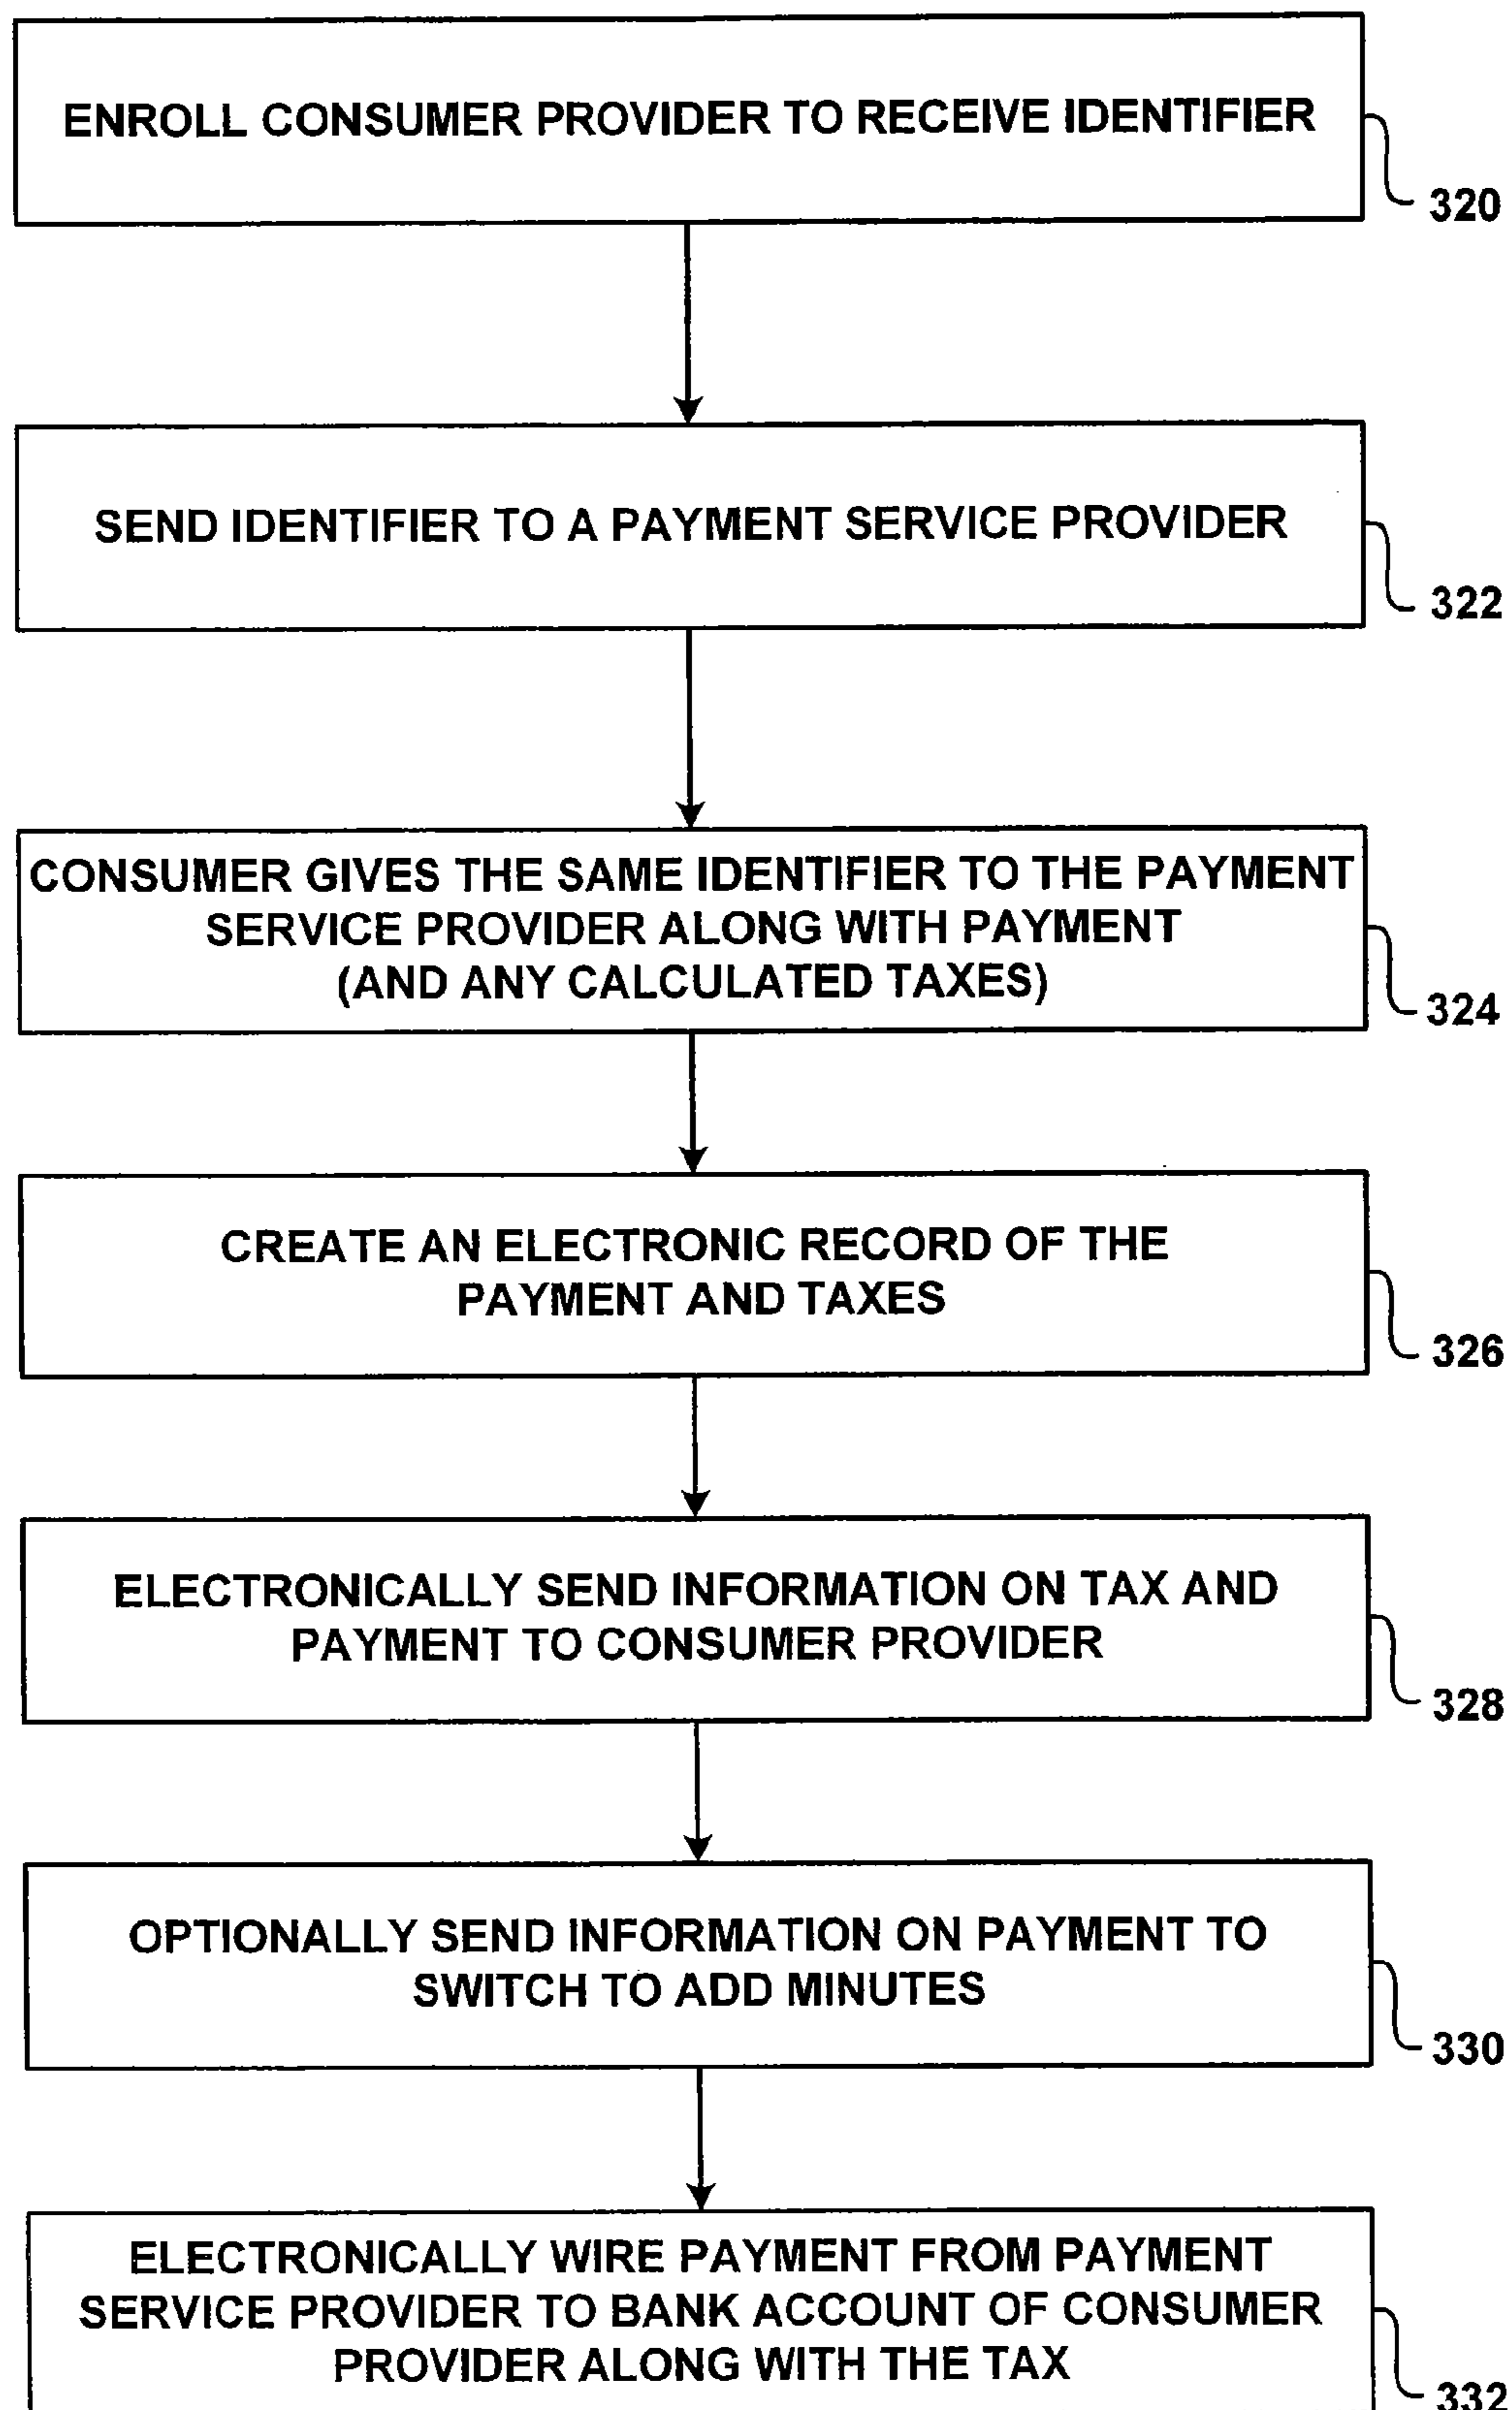 ENROLL CONSUMER PROVIDER TO RECEIVE IDENTIFIER
320
SEND IDENTIFIER TO A PAYMENT SERVICE PROVIDER
322
CONSUMER GIVES THE SAME IDENTIFIER TO THE PAYMENT
SERVICE PROVIDER ALONG WITH PAYMENT
(AND ANY CALCULATED TAXES)
324
CREATE AN ELECTRONIC RECORD OF THE
PAYMENT AND TAXES
326
ELECTRONICALLY SEND INFORMATION ON TAX AND
PAYMENT TO CONSUMER PROVIDER
328
OPTIONALLY SEND INFORMATION ON PAYMENT TO
SWITCH TO ADD MINUTES
330
ELECTRONICALLY WIRE PAYMENT FROM PAYMENT
SERVICE PROVIDER TO BANK ACCOUNT OF CONSUMER
PROVIDER ALONG WITH THE TAX
332